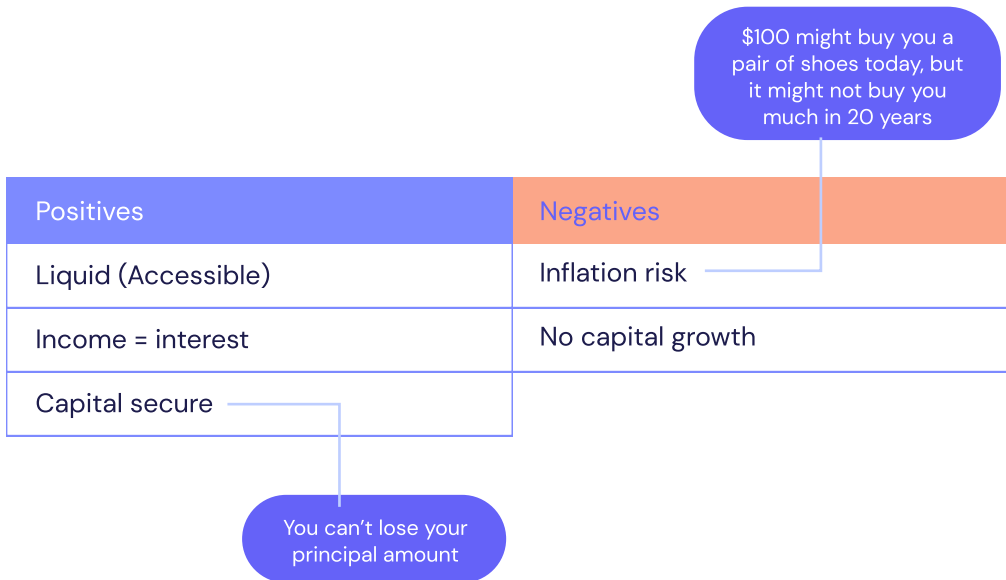 $100 might buy you a
pair of shoes today, but
it might not buy you
much in 20 years
Positives
Negatives
Liquid (Accessible)
Inflation risk
Income = interest
No capital growth
Capital secure
You can’t lose your
principal amount